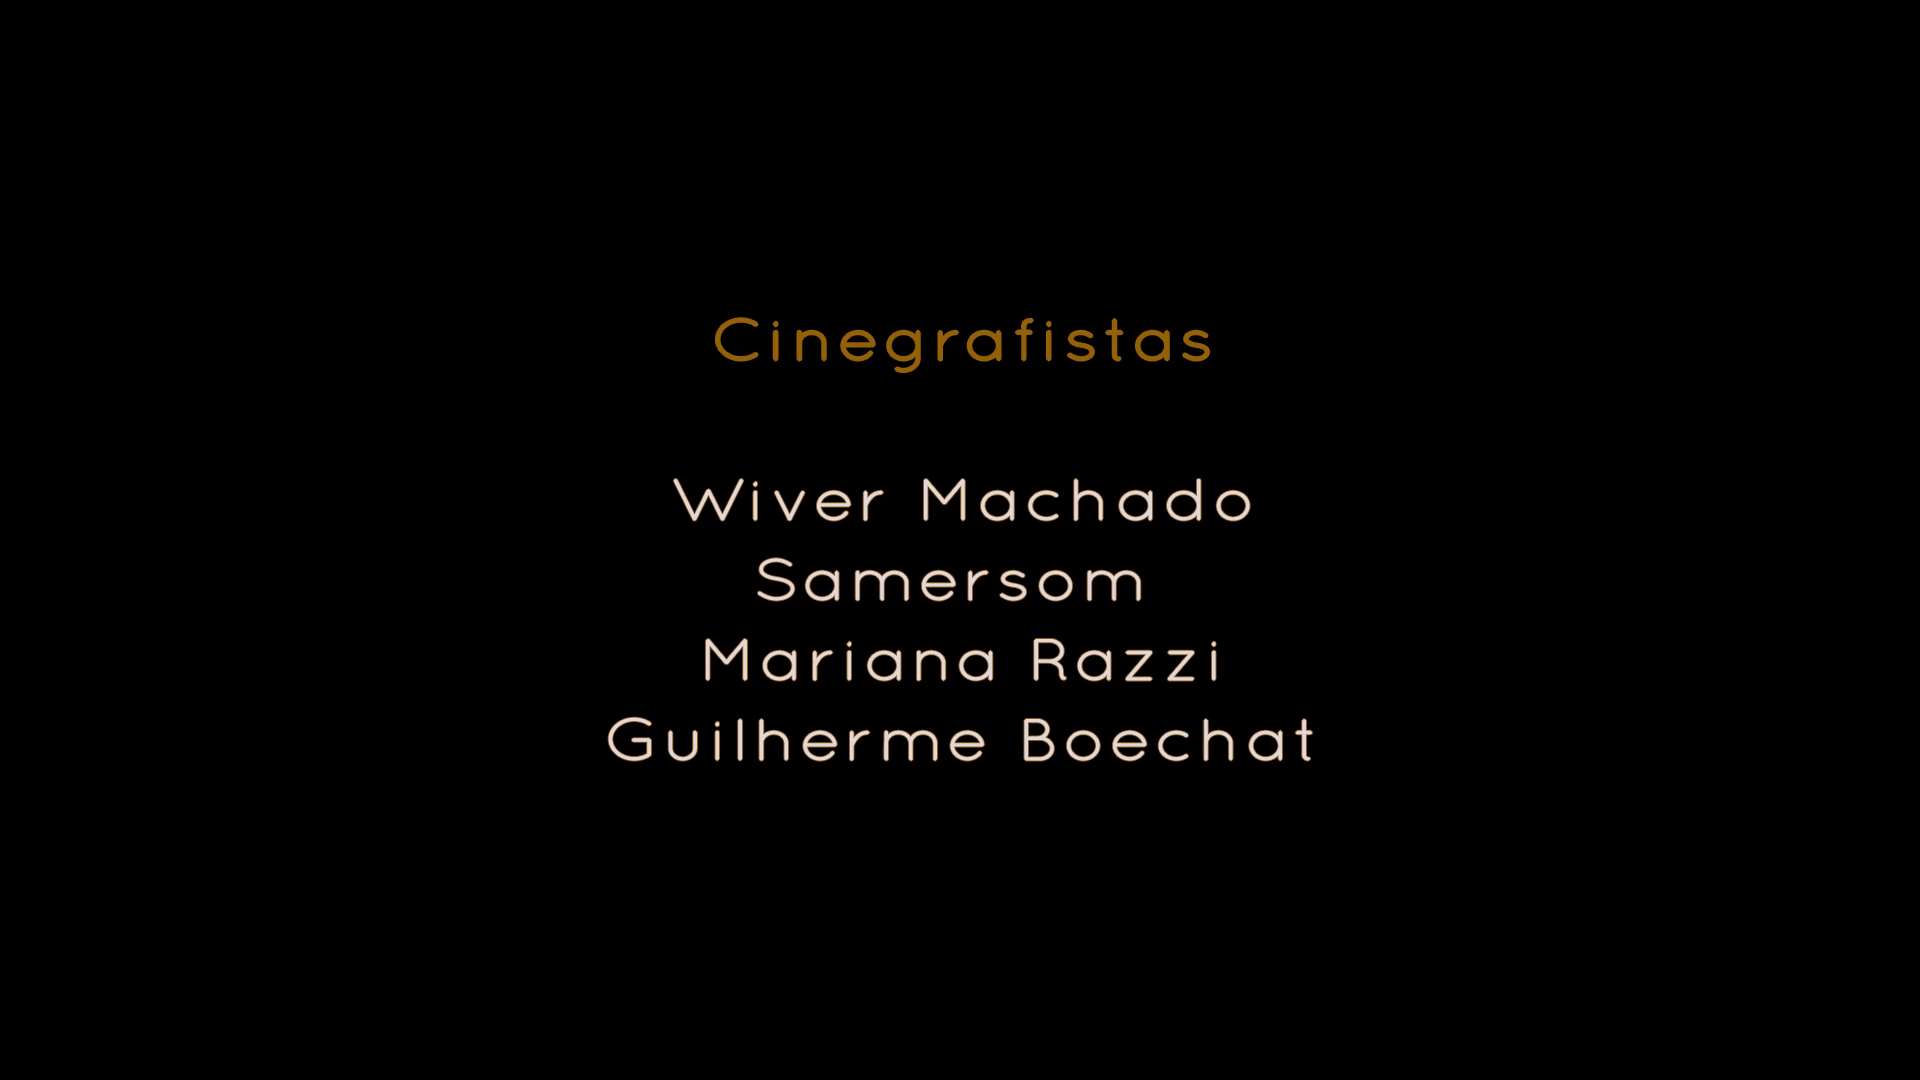 Cinegrafistas
Wiver Machado
Samersom
Mariana Razzi
Guilherme Boechat